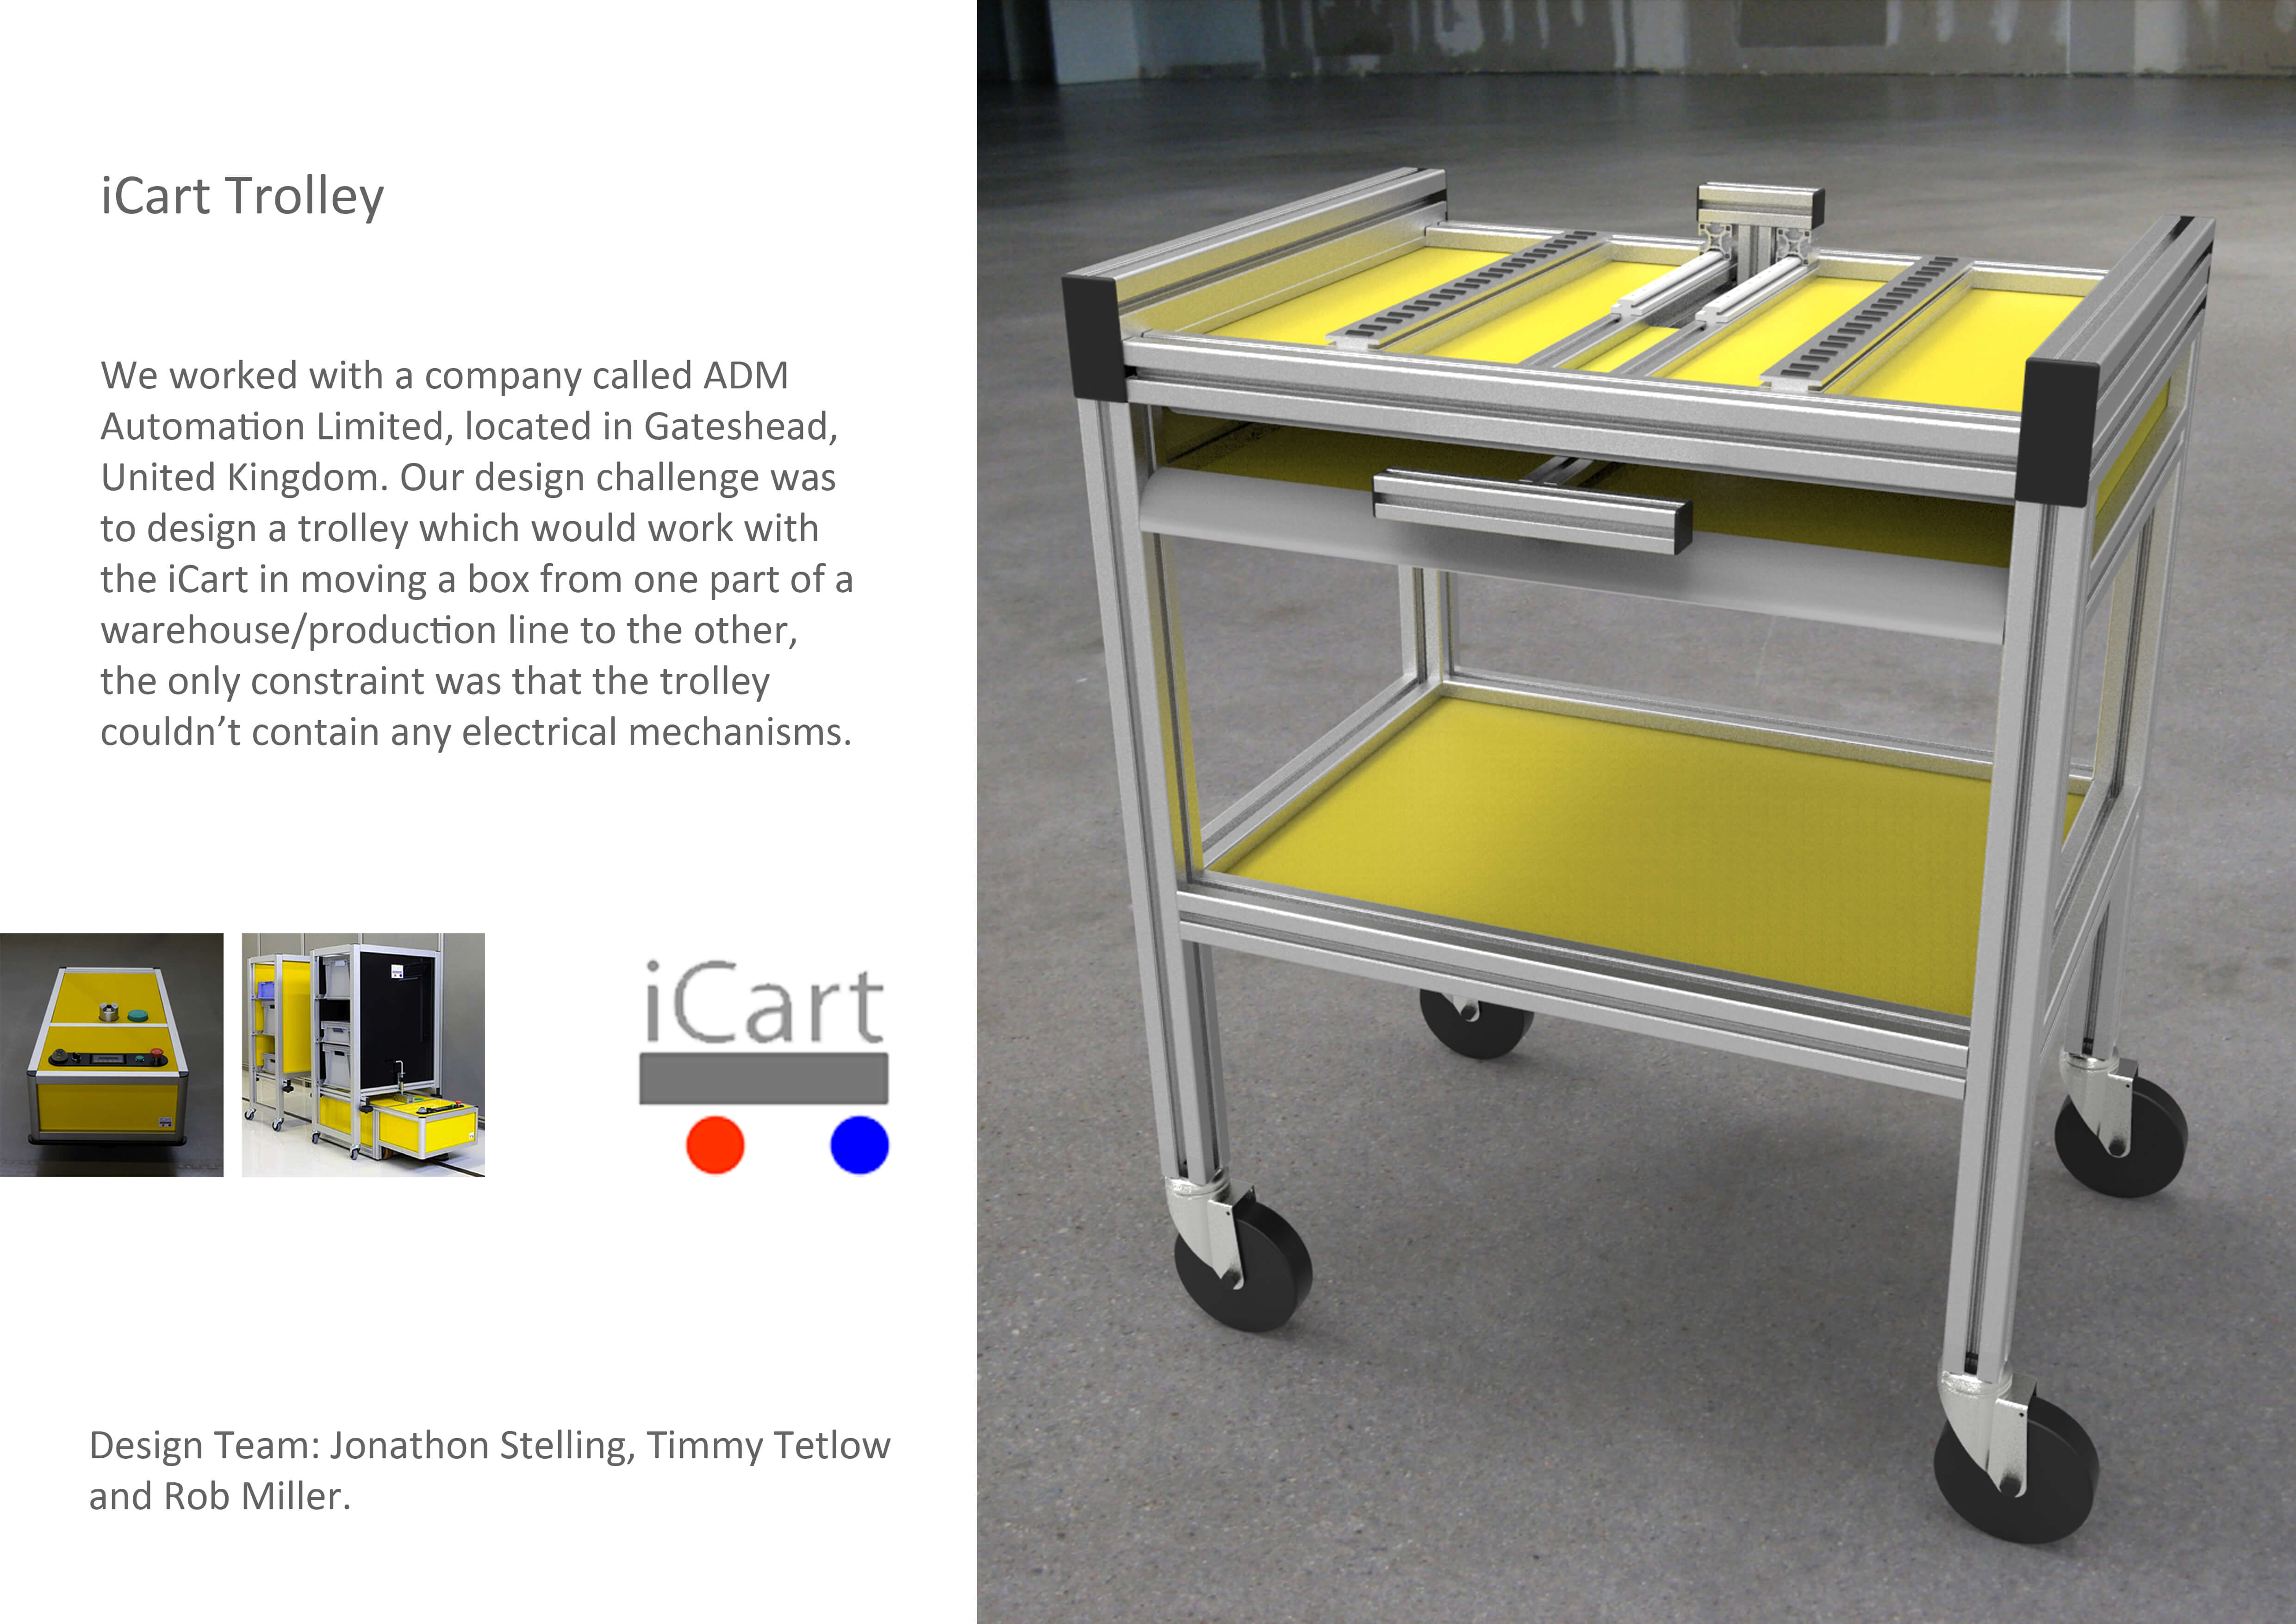 iCart Trolley
We worked with a company called ADM
Automation Limited, located in Gateshead,
United Kingdom. Our design challenge was
to design a trolley which would work with
the iCart in moving a box from one part of a
warehouse/production line to the other,
the only constraint was that the trolley
couldn’t contain any electrical mechanisms.
iCart
Design Team: Jonathon Stelling, Timmy Tetlow
and Rob Miller.